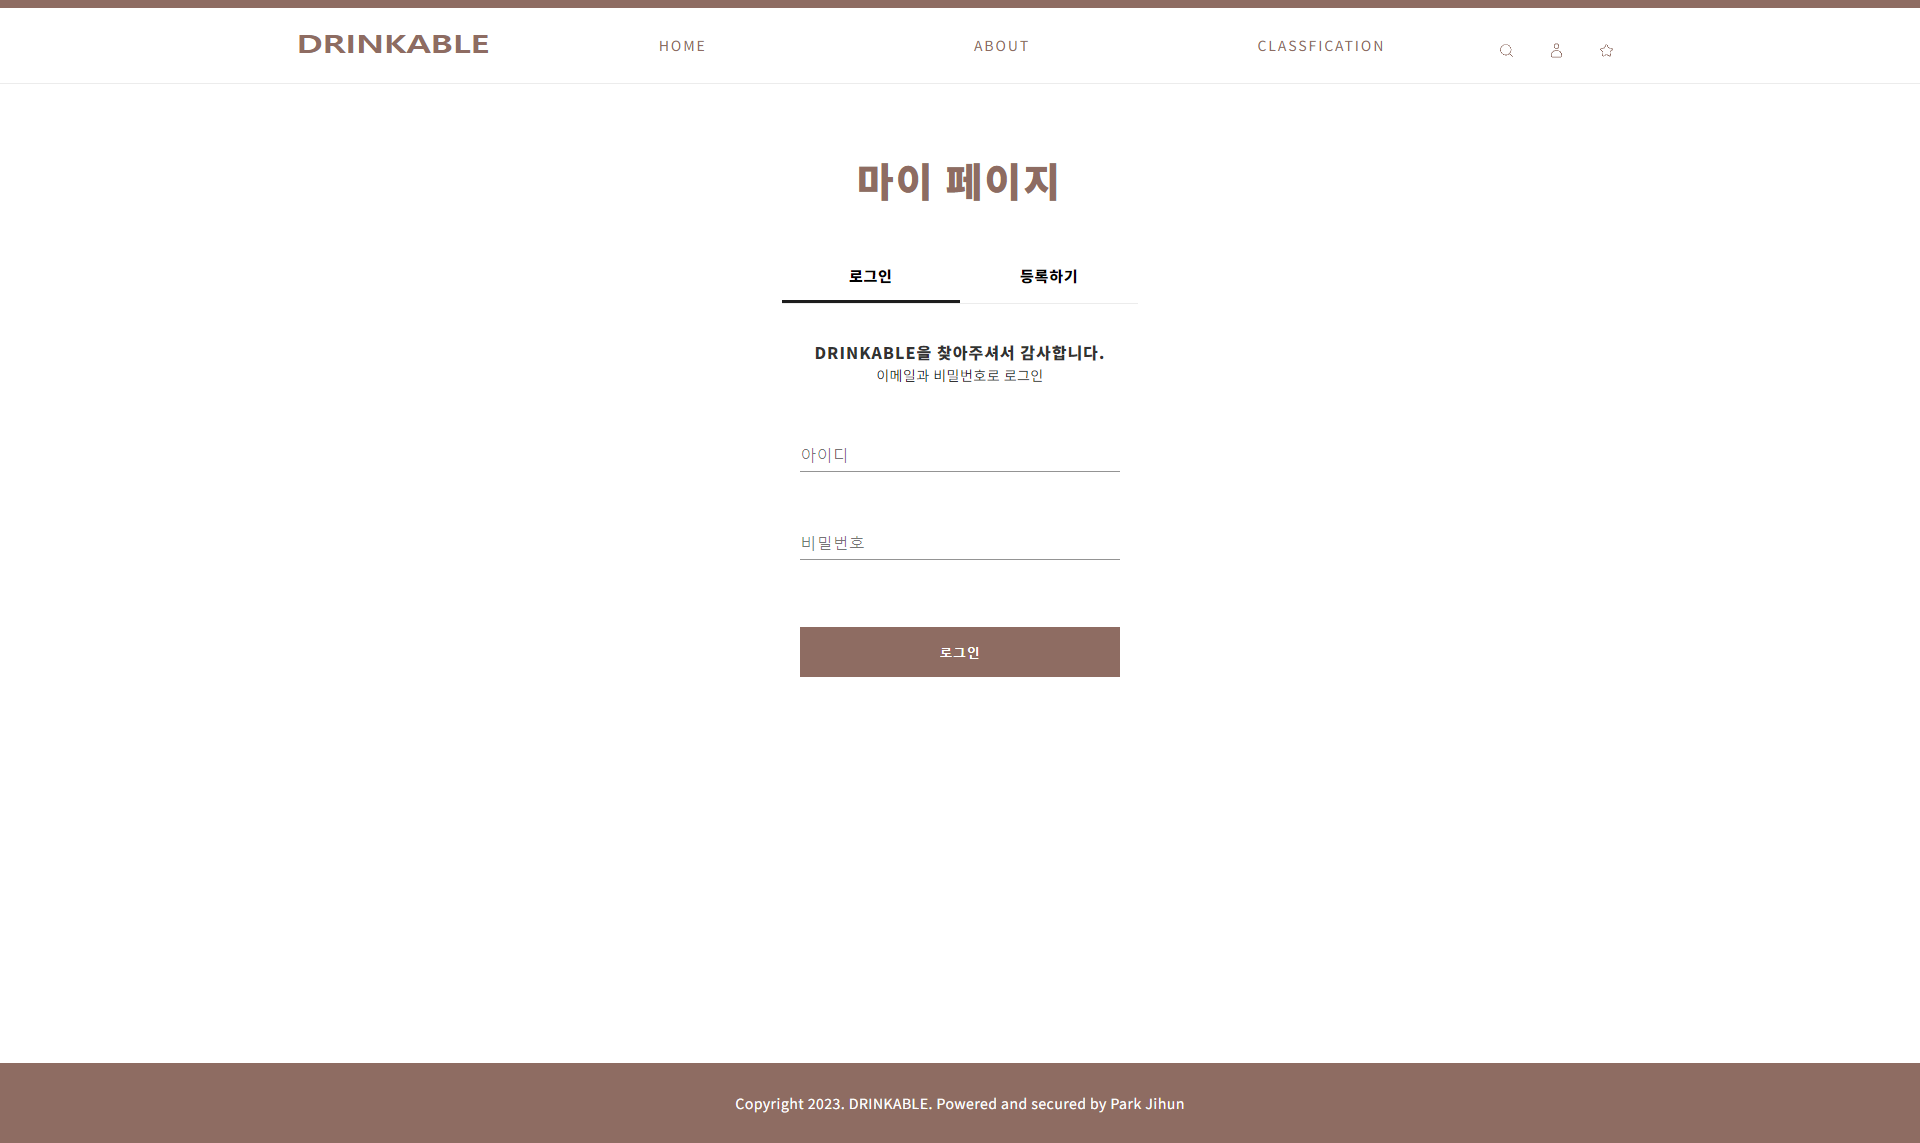 DRINKABLE HOME ABOUT CLASSFICATION
마이 페이지
로그인 등록하기
DRINKABLE을 찾아주셔서 감사합니다.
이메일과 비밀번호로 로그인
아이디
비밀번호
로그인
Copyright 2023. DRINKABLE. Powered and secured by Park Jihun